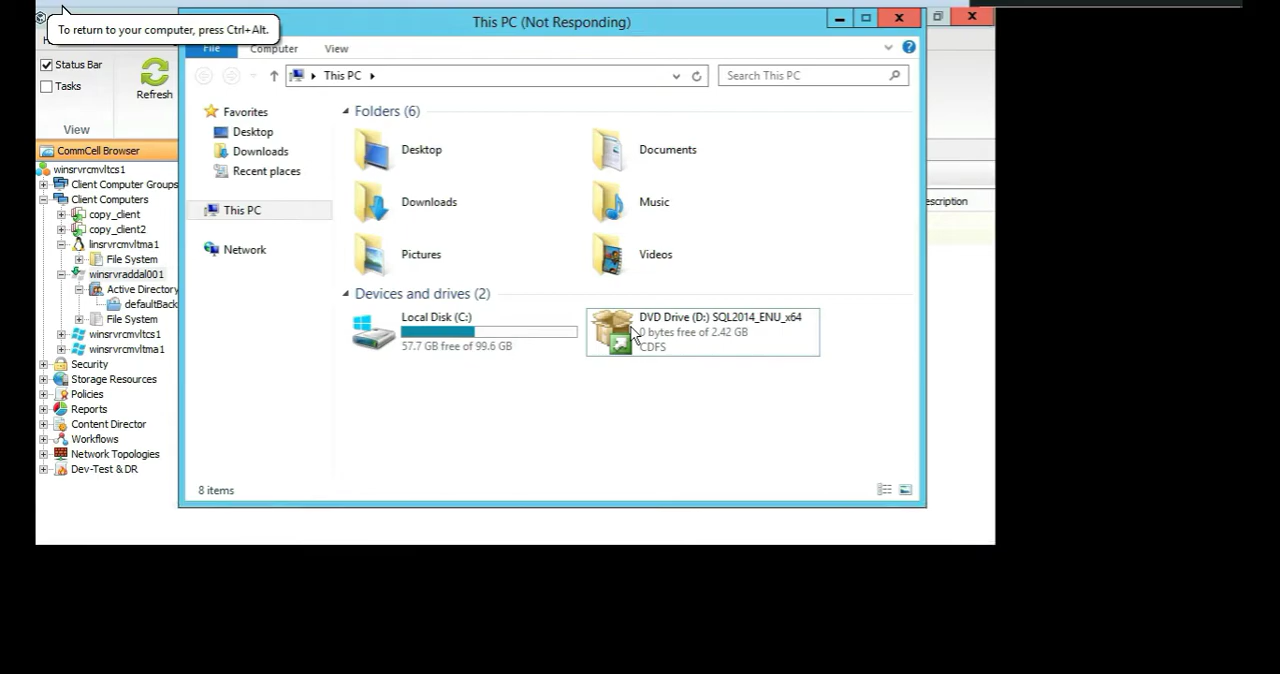 To return to your computer, press Ctrl+Alt.
This PC (Not Responding)
File
Computer
View
This PC
Search This PC
Status Bar
Tasks
Refresh
View
CommCell Browser
winsrvrcmvltcs1
Client Computer Groups
Client Computers
copy_client
copy_client2
linsrvrcmvltma1
File System
winsrvraddal001
Active Directory
defaultBack
File System
winsrvrcmvltcs1
winsrvrcmvltma1
Security
Storage Resources
Policies
Reports
Content Director
Workflows
Network Topologies
Dev-Test & DR
Favorites
Desktop
Downloads
Recent places
This PC
Network
Folders (6)
Desktop
Documents
Downloads
Music
Pictures
Videos
Devices and drives (2)
Local Disk (C:)
57.7 GB free of 99.6 GB
DVD Drive (D:) SQL2014_ENU_x64
0 bytes free of 2.42 GB
CDFS
8 items
escription